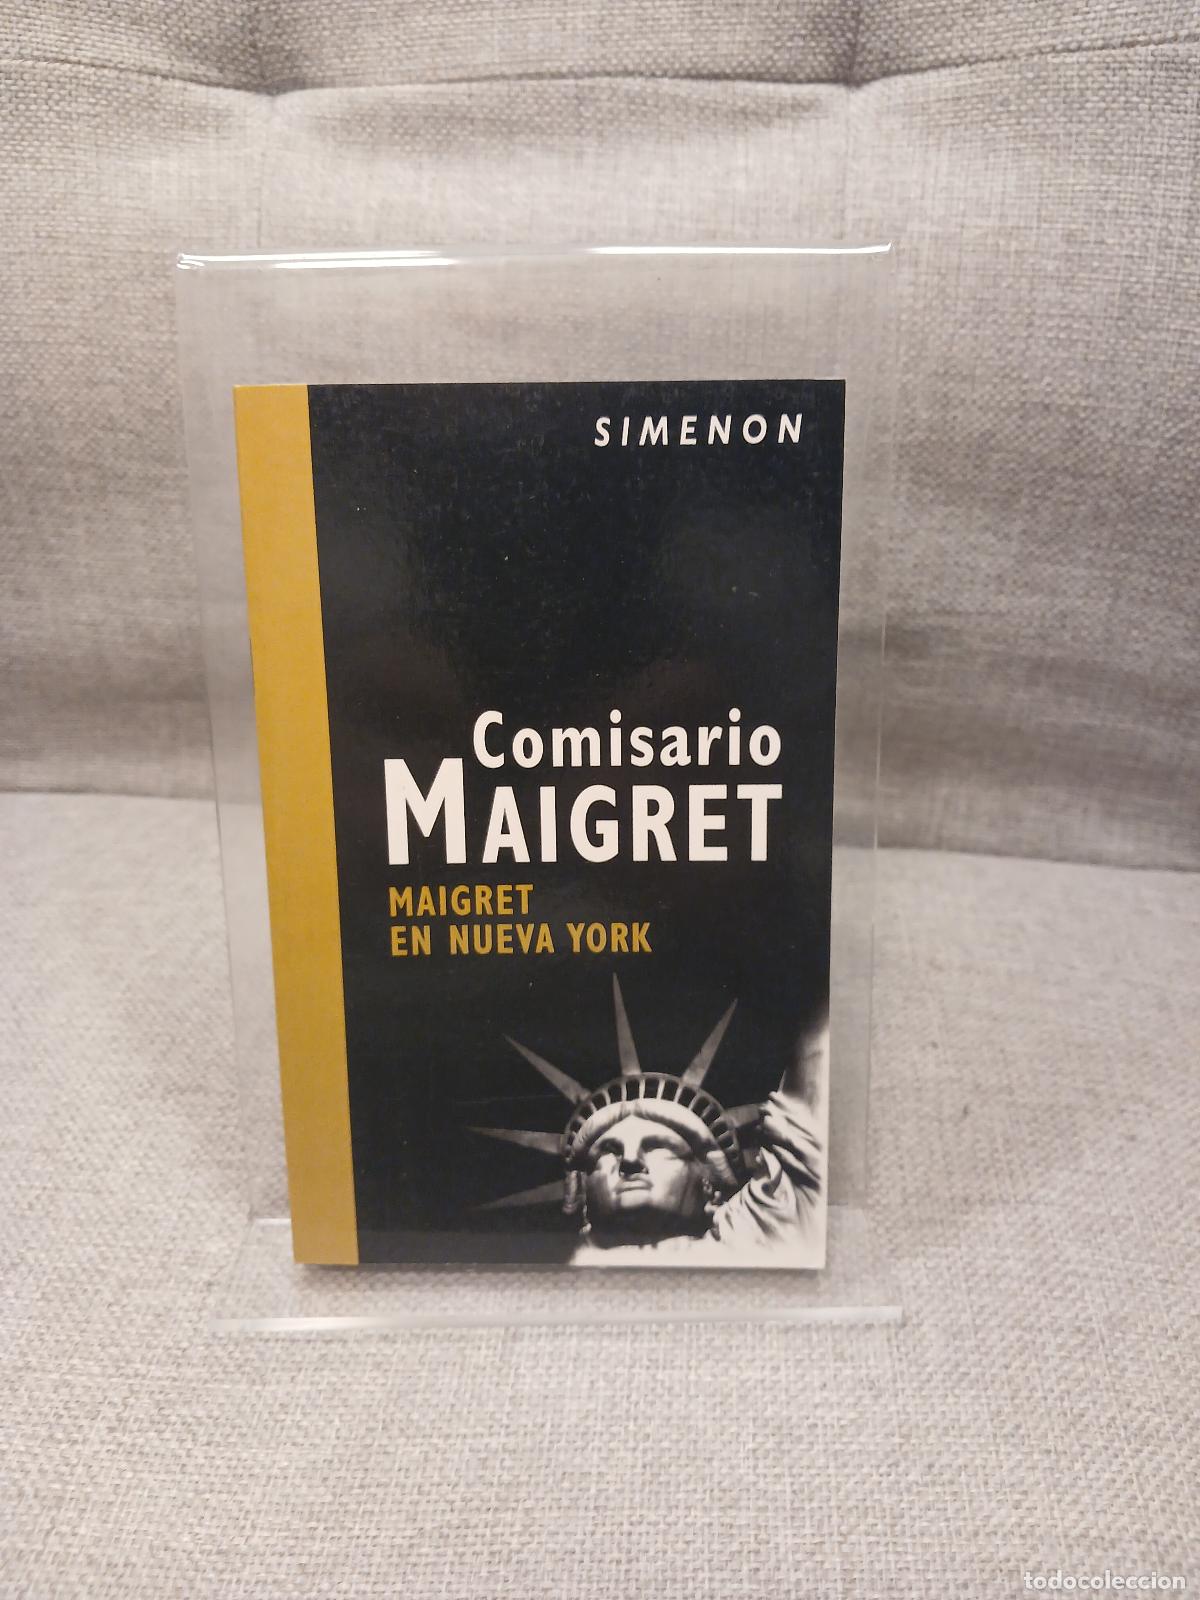 SIMENON
Comisario
MAIGRET
MAIGRET
EN NUEVA YORK
todocoleccion